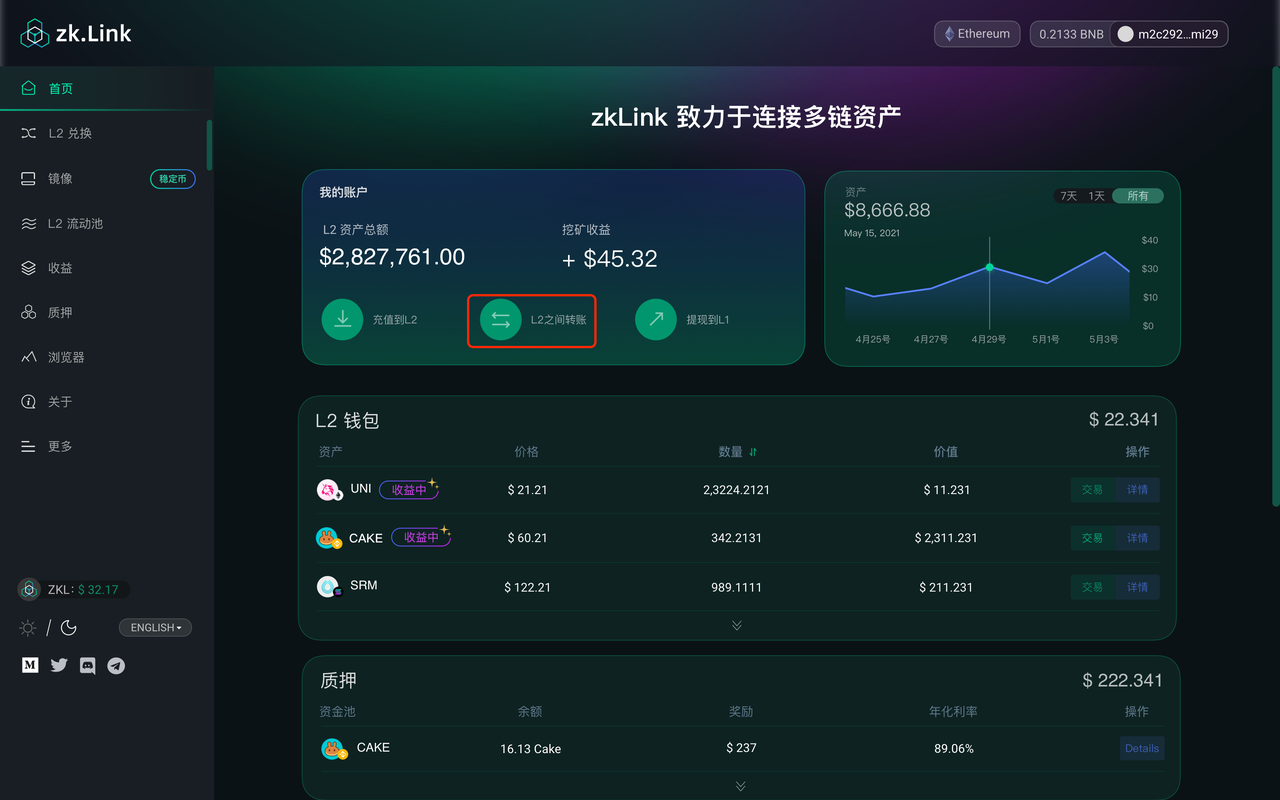 zk.Link
Ethereum
0.2133 BNB
m2c292...mi29
首页
L2 兑换
镜像
稳定币
L2 流动池
收益
质押
浏览器
关于
更多
ZKL: $ 32.17
/
ENGLISH
M
zkLink 致力于连接多链资产
我的账户
L2 资产总额
挖矿收益
$2,827,761.00
+ $45.32
充值到L2
L2之间转账
提现到L1
资产
7天 1天 所有
$8,666.88
May 15, 2021
$40
$30
$10
$0
4月25号 4月27号 4月29号 5月1号 5月3号
L2 钱包
$ 22.341
资产 价格 数量 价值 操作
UNI 收益中 $ 21.21 2,3224.2121 $ 11.231 交易 详情
CAKE 收益中 $ 60.21 342.2131 $ 2,311.231 交易 详情
SRM $ 122.21 989.1111 $ 211.231 交易 详情
质押
$ 222.341
资金池 余额 奖励 年化利率 操作
CAKE 16.13 Cake $ 237 89.06% Details